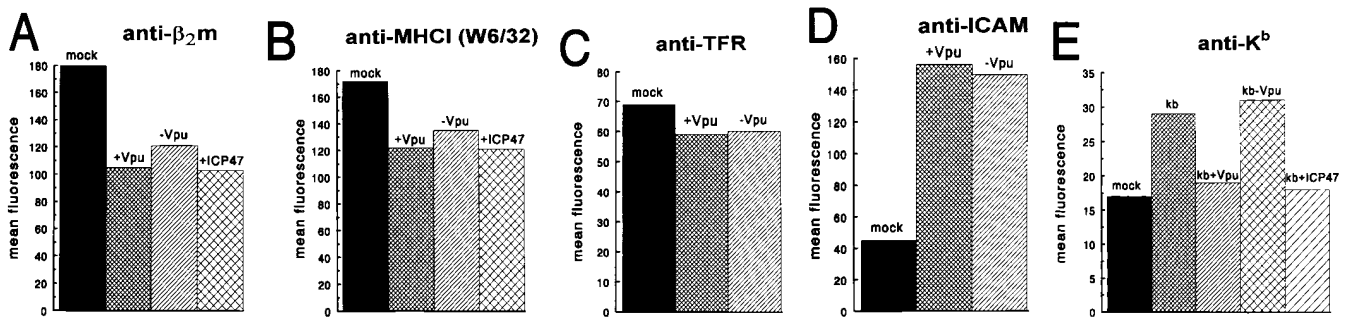 A
anti-β₂m
mean fluorescence
180
160
140
120
100
80
60
40
20
0
mock
+Vpu
-Vpu
+ICP47
B
anti-MHCI (W6/32)
mean fluorescence
180
160
140
120
100
80
60
40
20
0
mock
+Vpu
-Vpu
+ICP47
C
anti-TFR
mean fluorescence
80
70
60
50
40
30
20
10
0
mock
+Vpu
-Vpu
D
anti-ICAM
mean fluorescence
160
140
120
100
80
60
40
20
0
mock
+Vpu
-Vpu
E
anti-Kᵇ
mean fluorescence
35
30
25
20
15
10
5
0
mock
kb
kb+Vpu
kb-Vpu
kb+ICP47